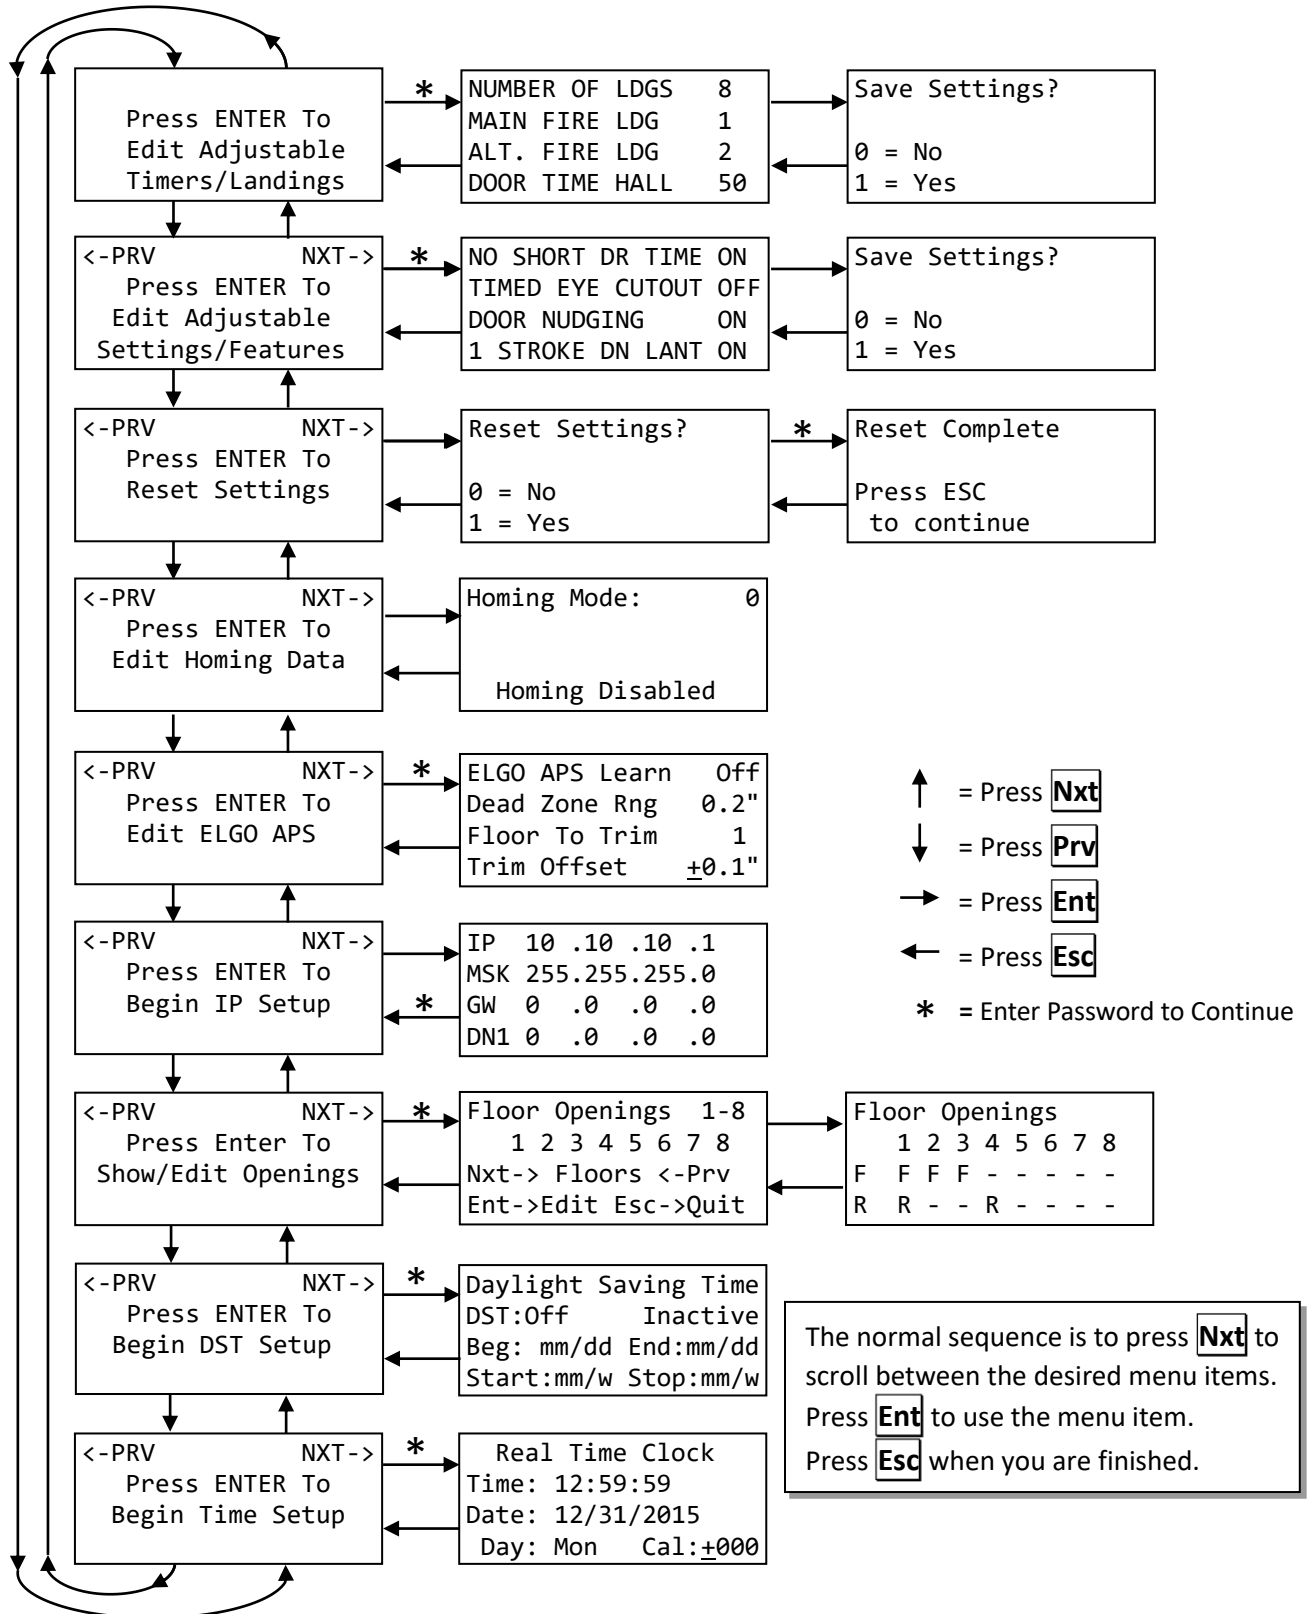 Press ENTER To
Edit Adjustable
Timers/Landings
*
NUMBER OF LDGS 8
MAIN FIRE LDG 1
ALT. FIRE LDG 2
DOOR TIME HALL 50
Save Settings?
0 = No
1 = Yes
<-PRV NXT->
Press ENTER To
Edit Adjustable
Settings/Features
*
NO SHORT DR TIME ON
TIMED EYE CUTOUT OFF
DOOR NUDGING ON
1 STROKE DN LANT ON
Save Settings?
0 = No
1 = Yes
<-PRV NXT->
Press ENTER To
Reset Settings
Reset Settings?
0 = No
1 = Yes
*
Reset Complete
Press ESC
to continue
<-PRV NXT->
Press ENTER To
Edit Homing Data
Homing Mode: 0
Homing Disabled
<-PRV NXT->
Press ENTER To
Edit ELGO APS
*
ELGO APS Learn Off
Dead Zone Rng 0.2"
Floor To Trim 1
Trim Offset ±0.1"
= Press Nxt
= Press Prv
= Press Ent
= Press Esc
* = Enter Password to Continue
<-PRV NXT->
Press ENTER To
Begin IP Setup
*
IP 10 .10 .10 .1
MSK 255.255.255.0
GW 0 .0 .0 .0
DN1 0 .0 .0 .0
<-PRV NXT->
Press Enter To
Show/Edit Openings
*
Floor Openings 1-8
1 2 3 4 5 6 7 8
Nxt-> Floors <-Prv
Ent->Edit Esc->Quit
Floor Openings
1 2 3 4 5 6 7 8
F F F F - - - - -
R R - - R - - - -
<-PRV NXT->
Press ENTER To
Begin DST Setup
*
Daylight Saving Time
DST:Off Inactive
Beg: mm/dd End:mm/dd
Start:mm/w Stop:mm/w
The normal sequence is to press Nxt to
scroll between the desired menu items.
Press Ent to use the menu item.
Press Esc when you are finished.
<-PRV NXT->
Press ENTER To
Begin Time Setup
*
Real Time Clock
Time: 12:59:59
Date: 12/31/2015
Day: Mon Cal:±000